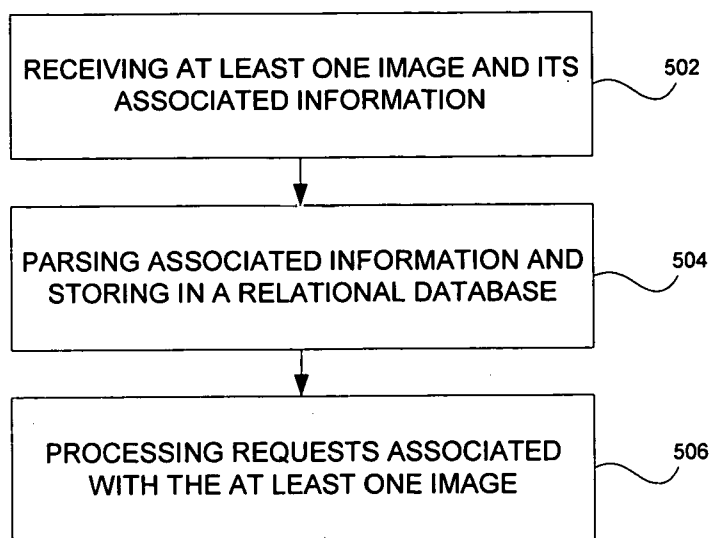 RECEIVING AT LEAST ONE IMAGE AND ITS
ASSOCIATED INFORMATION
502
PARSING ASSOCIATED INFORMATION AND
STORING IN A RELATIONAL DATABASE
504
PROCESSING REQUESTS ASSOCIATED
WITH THE AT LEAST ONE IMAGE
506